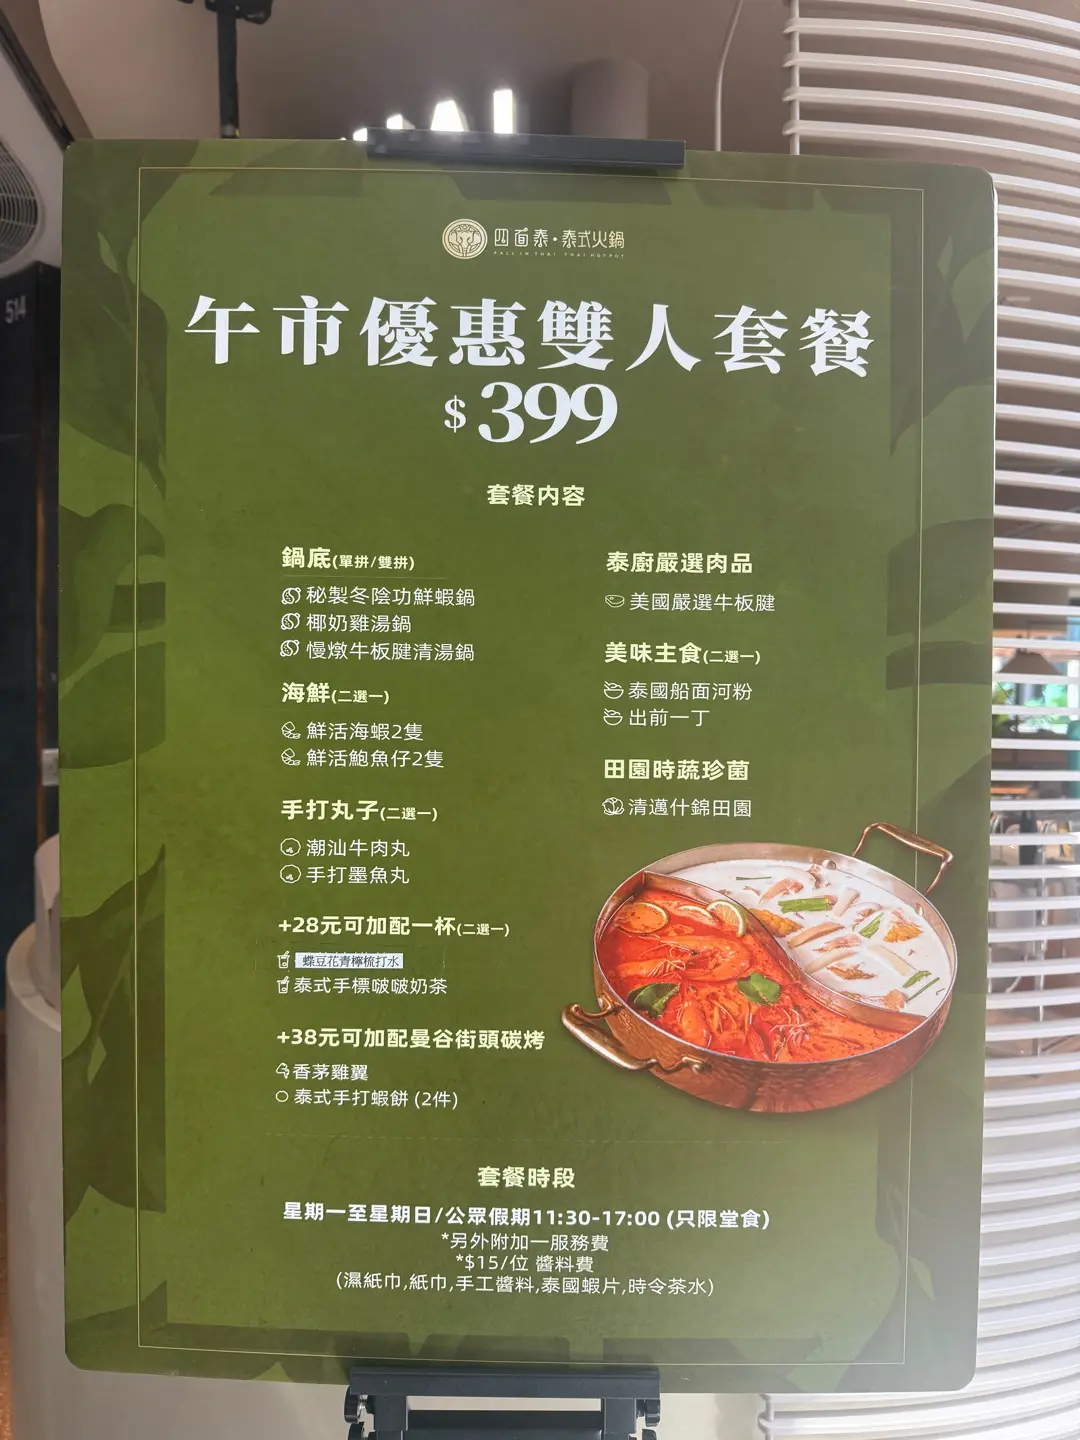 514
四面泰·泰式火鍋
FALL IN THAI THAI HOTPOT
午市優惠雙人套餐
$399
套餐内容
鍋底(單拼/雙拼)
秘製冬陰功鮮蝦鍋
椰奶雞湯鍋
慢燉牛板腱清湯鍋
海鮮(二選一)
鮮活海蝦2隻
鮮活鮑魚仔2隻
手打丸子(二選一)
潮汕牛肉丸
手打墨魚丸
+28元可加配一杯(二選一)
蝶豆花青檸梳打水
泰式手標啵啵奶茶
+38元可加配曼谷街頭碳烤
香茅雞翼
泰式手打蝦餅 (2件)
泰廚嚴選肉品
美國嚴選牛板腱
美味主食(二選一)
泰國船面河粉
出前一丁
田園時蔬珍菌
清邁什錦田園
套餐時段
星期一至星期日/公眾假期11:30-17:00 (只限堂食)
*另外附加一服務費
*$15/位 醬料費
(濕紙巾,紙巾,手工醬料,泰國蝦片,時令茶水)